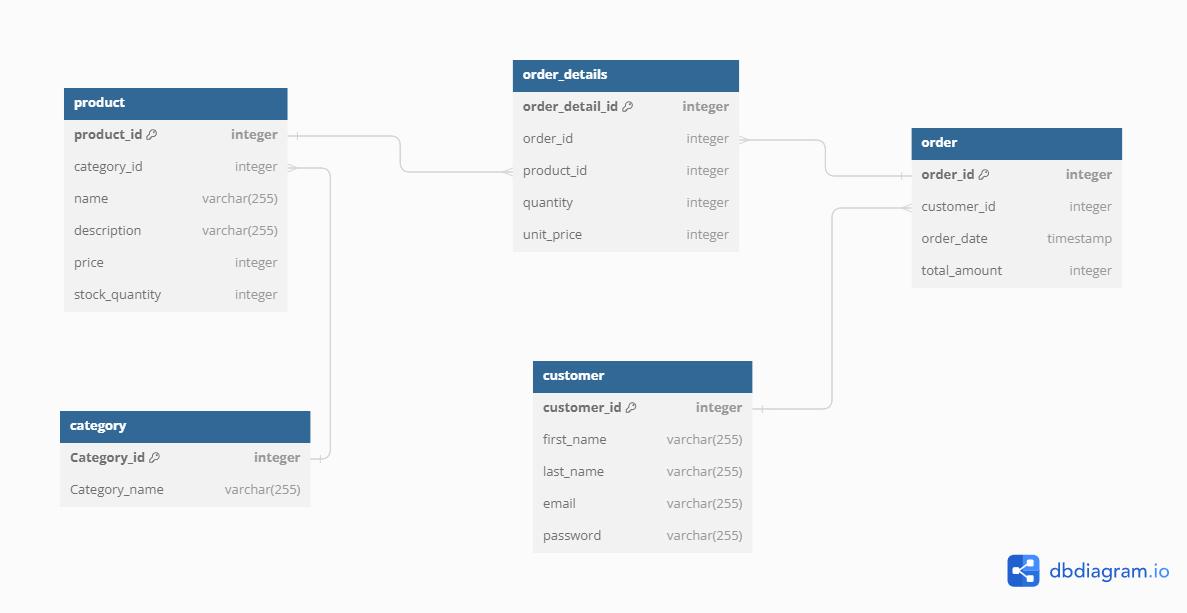 product
product_id integer
category_id integer
name varchar(255)
description varchar(255)
price integer
stock_quantity integer
order_details
order_detail_id integer
order_id integer
product_id integer
quantity integer
unit_price integer
order
order_id integer
customer_id integer
order_date timestamp
total_amount integer
category
Category_id integer
Category_name varchar(255)
customer
customer_id integer
first_name varchar(255)
last_name varchar(255)
email varchar(255)
password varchar(255)
dbdiagram.io